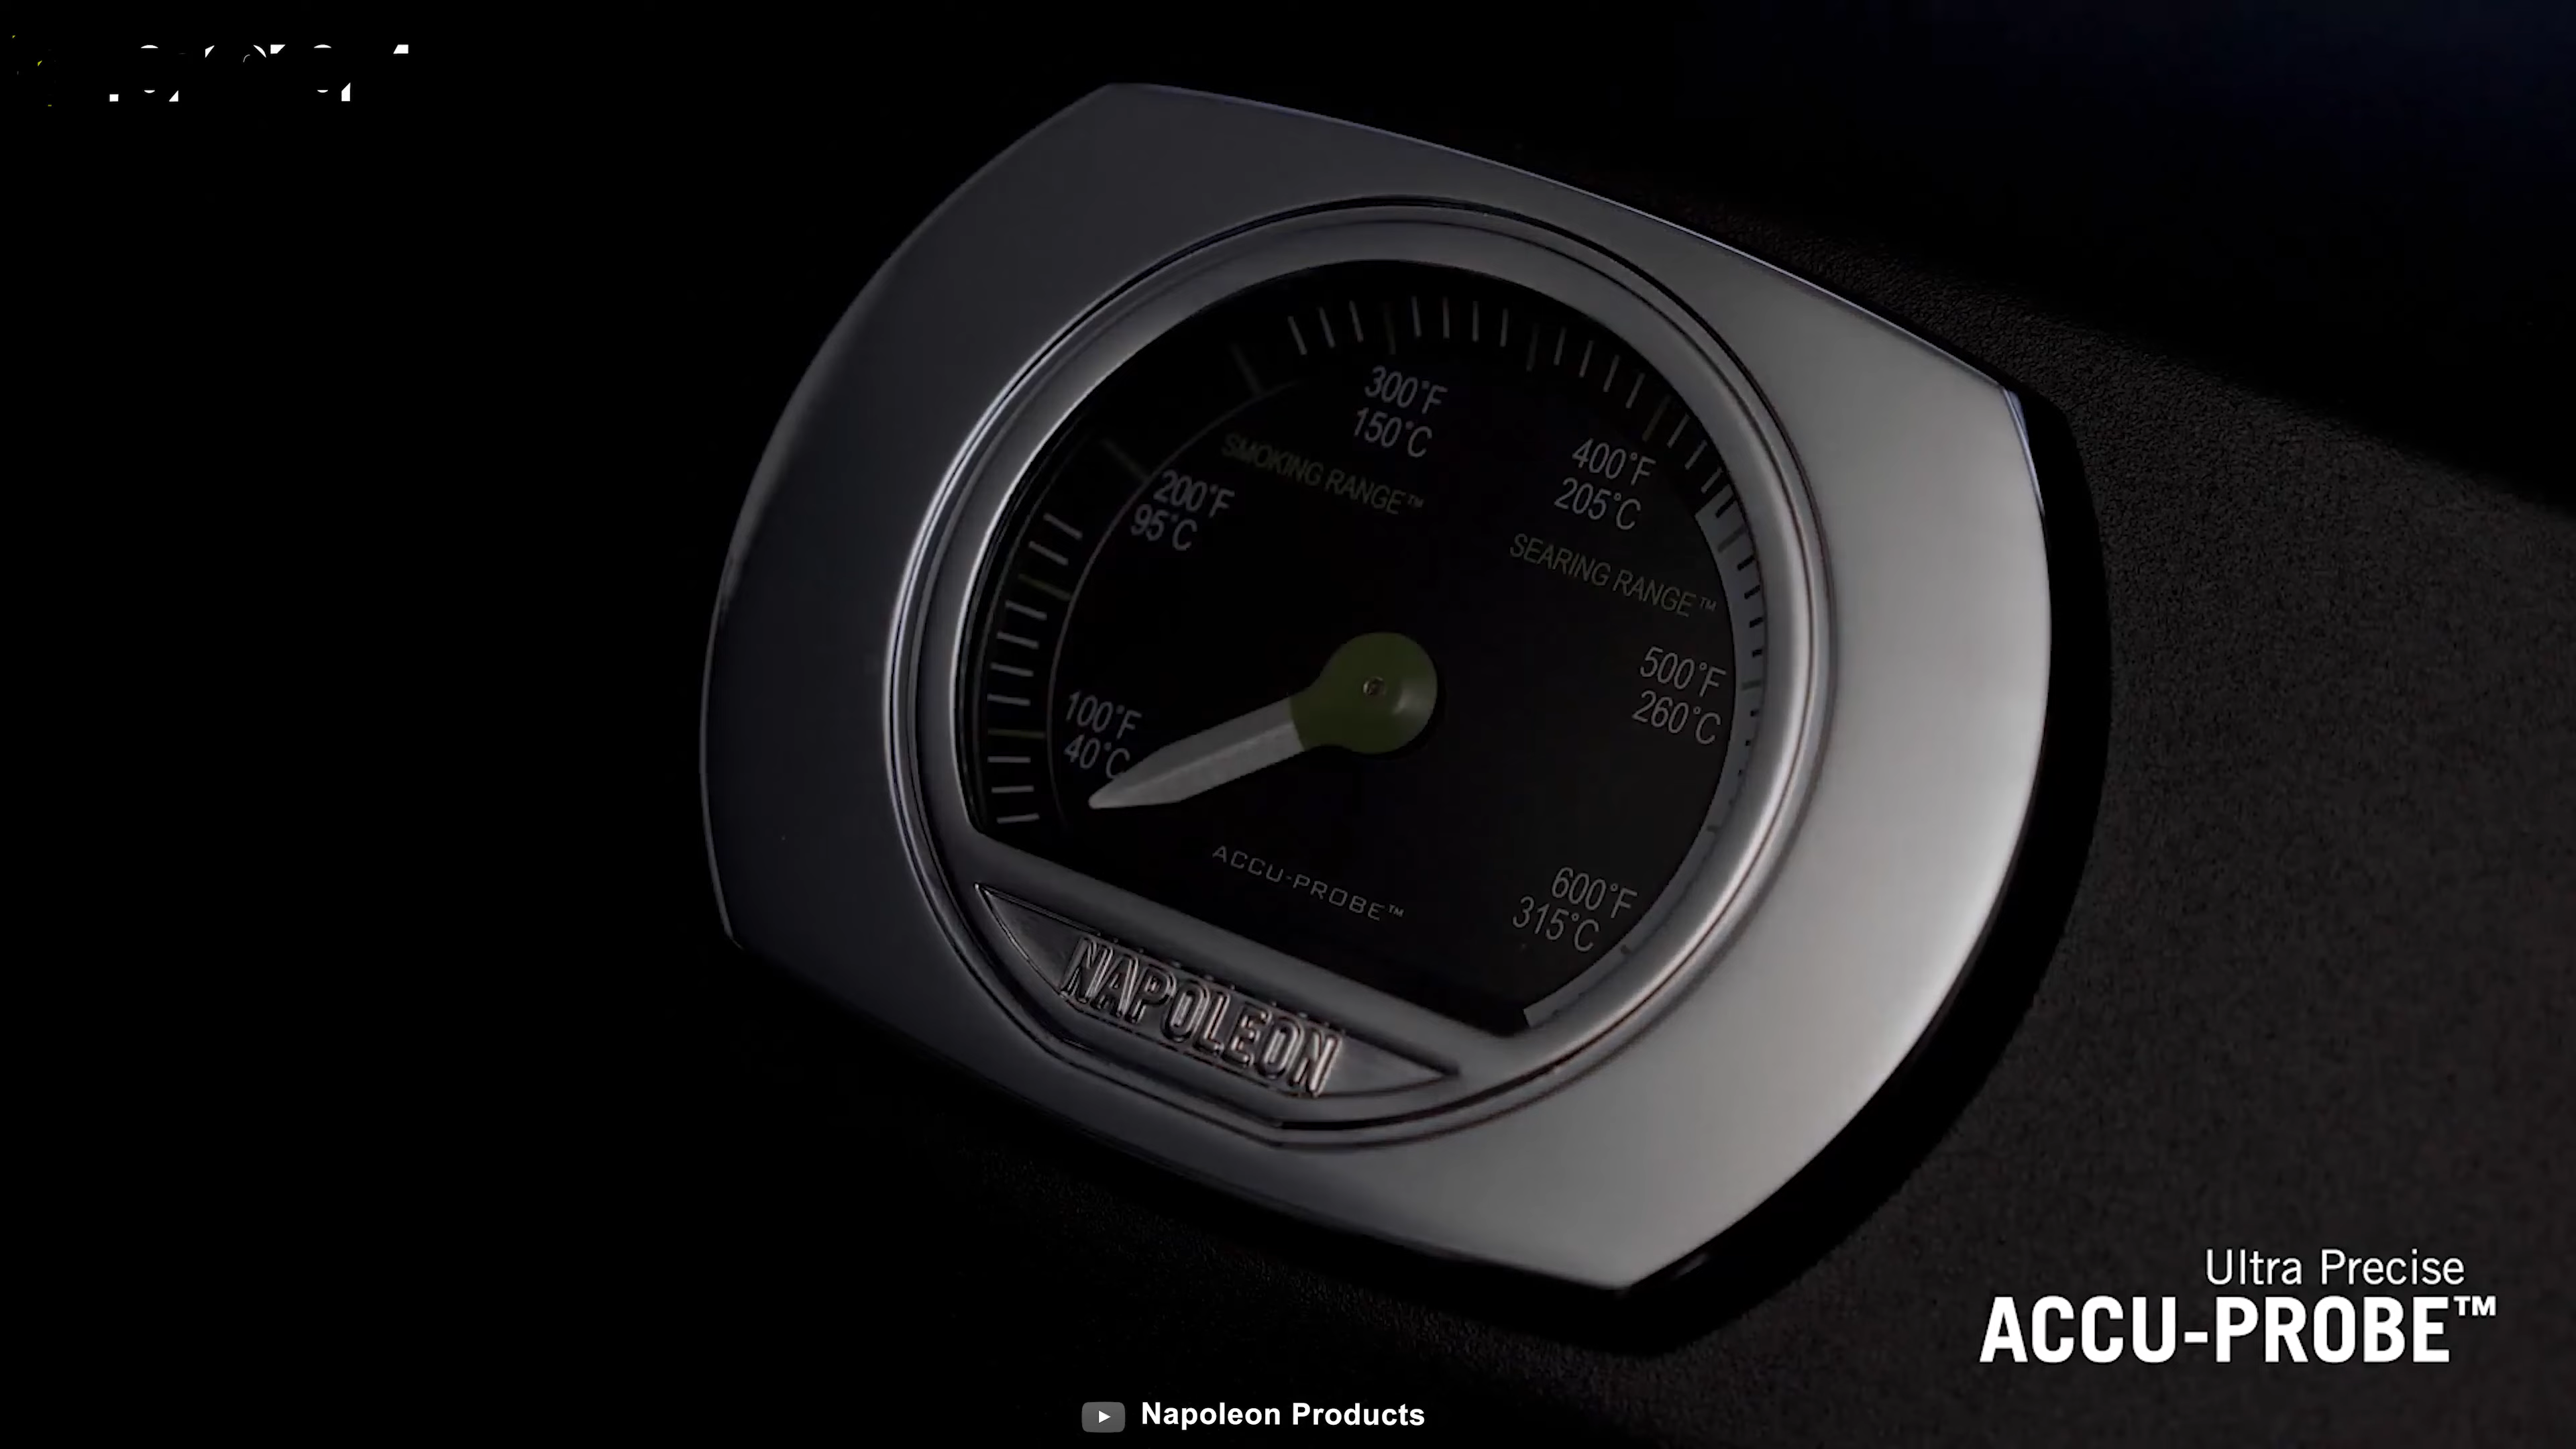 300°F
150°C
400°F
205°C
SMOKING RANGE™
200°F
95°C
SEARING RANGE™
500°F
260°C
100°F
40°C
ACCU-PROBE™
600°F
315°C
NAPOLEON
Ultra Precise
ACCU-PROBE™
Napoleon Products